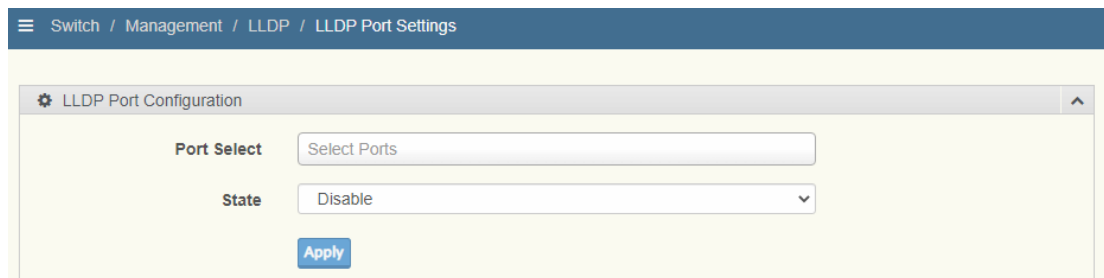 Switch / Management / LLDP / LLDP Port Settings
LLDP Port Configuration
Port Select Select Ports
State Disable
Apply